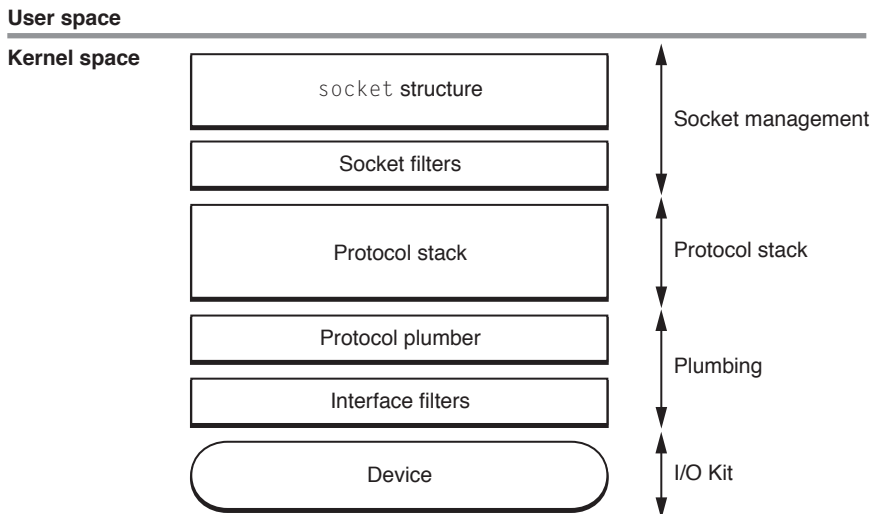 User space
Kernel space
socket structure
Socket management
Socket filters
Protocol stack
Protocol stack
Protocol plumber
Plumbing
Interface filters
Device
I/O Kit